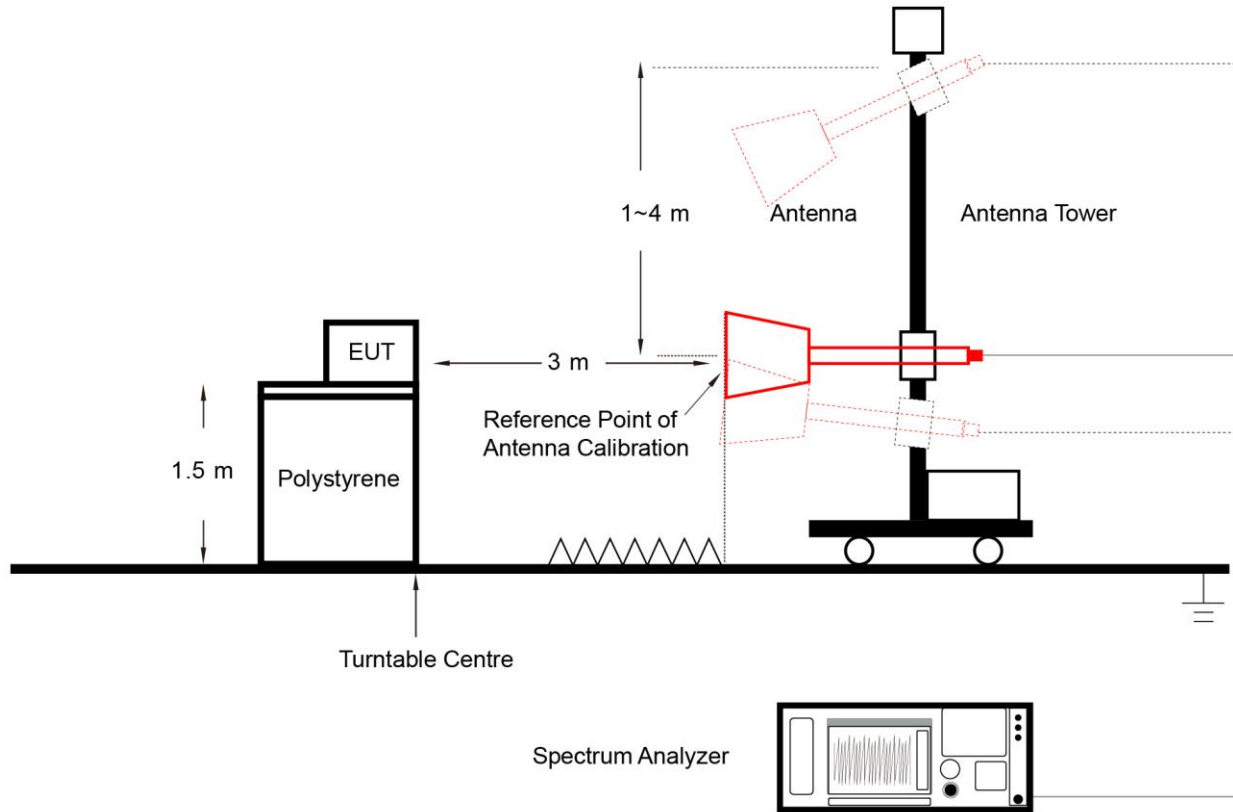 1~4 m
Antenna
Antenna Tower
EUT
3 m
Reference Point of
Antenna Calibration
1.5 m
Polystyrene
Turntable Centre
Spectrum Analyzer